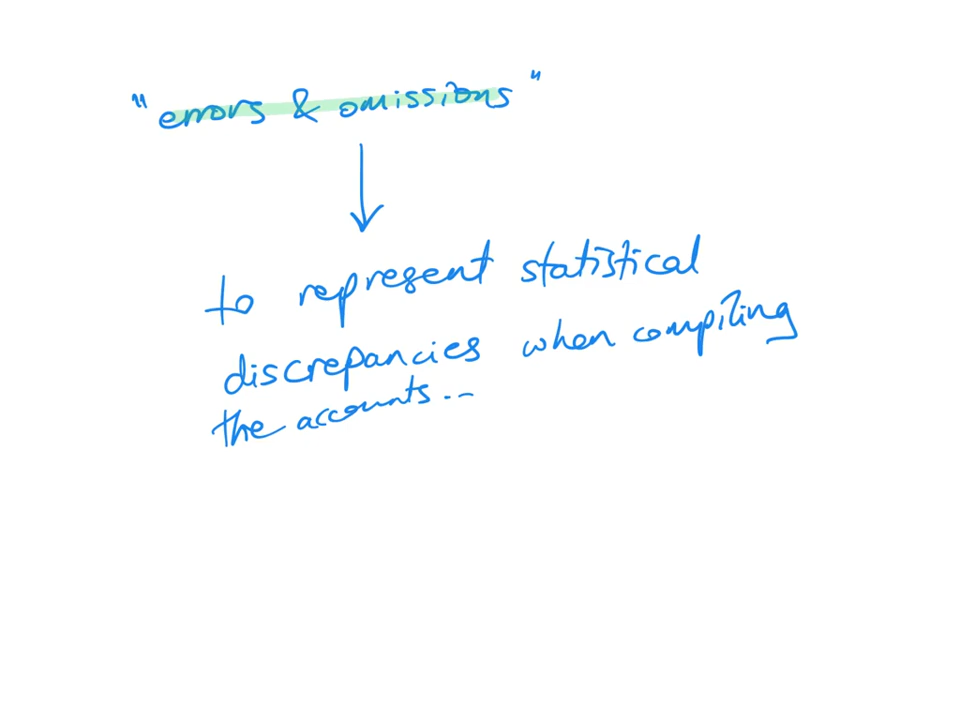 "errors & omissions"
to represent statistical
discrepancies when compiling
the accounts...